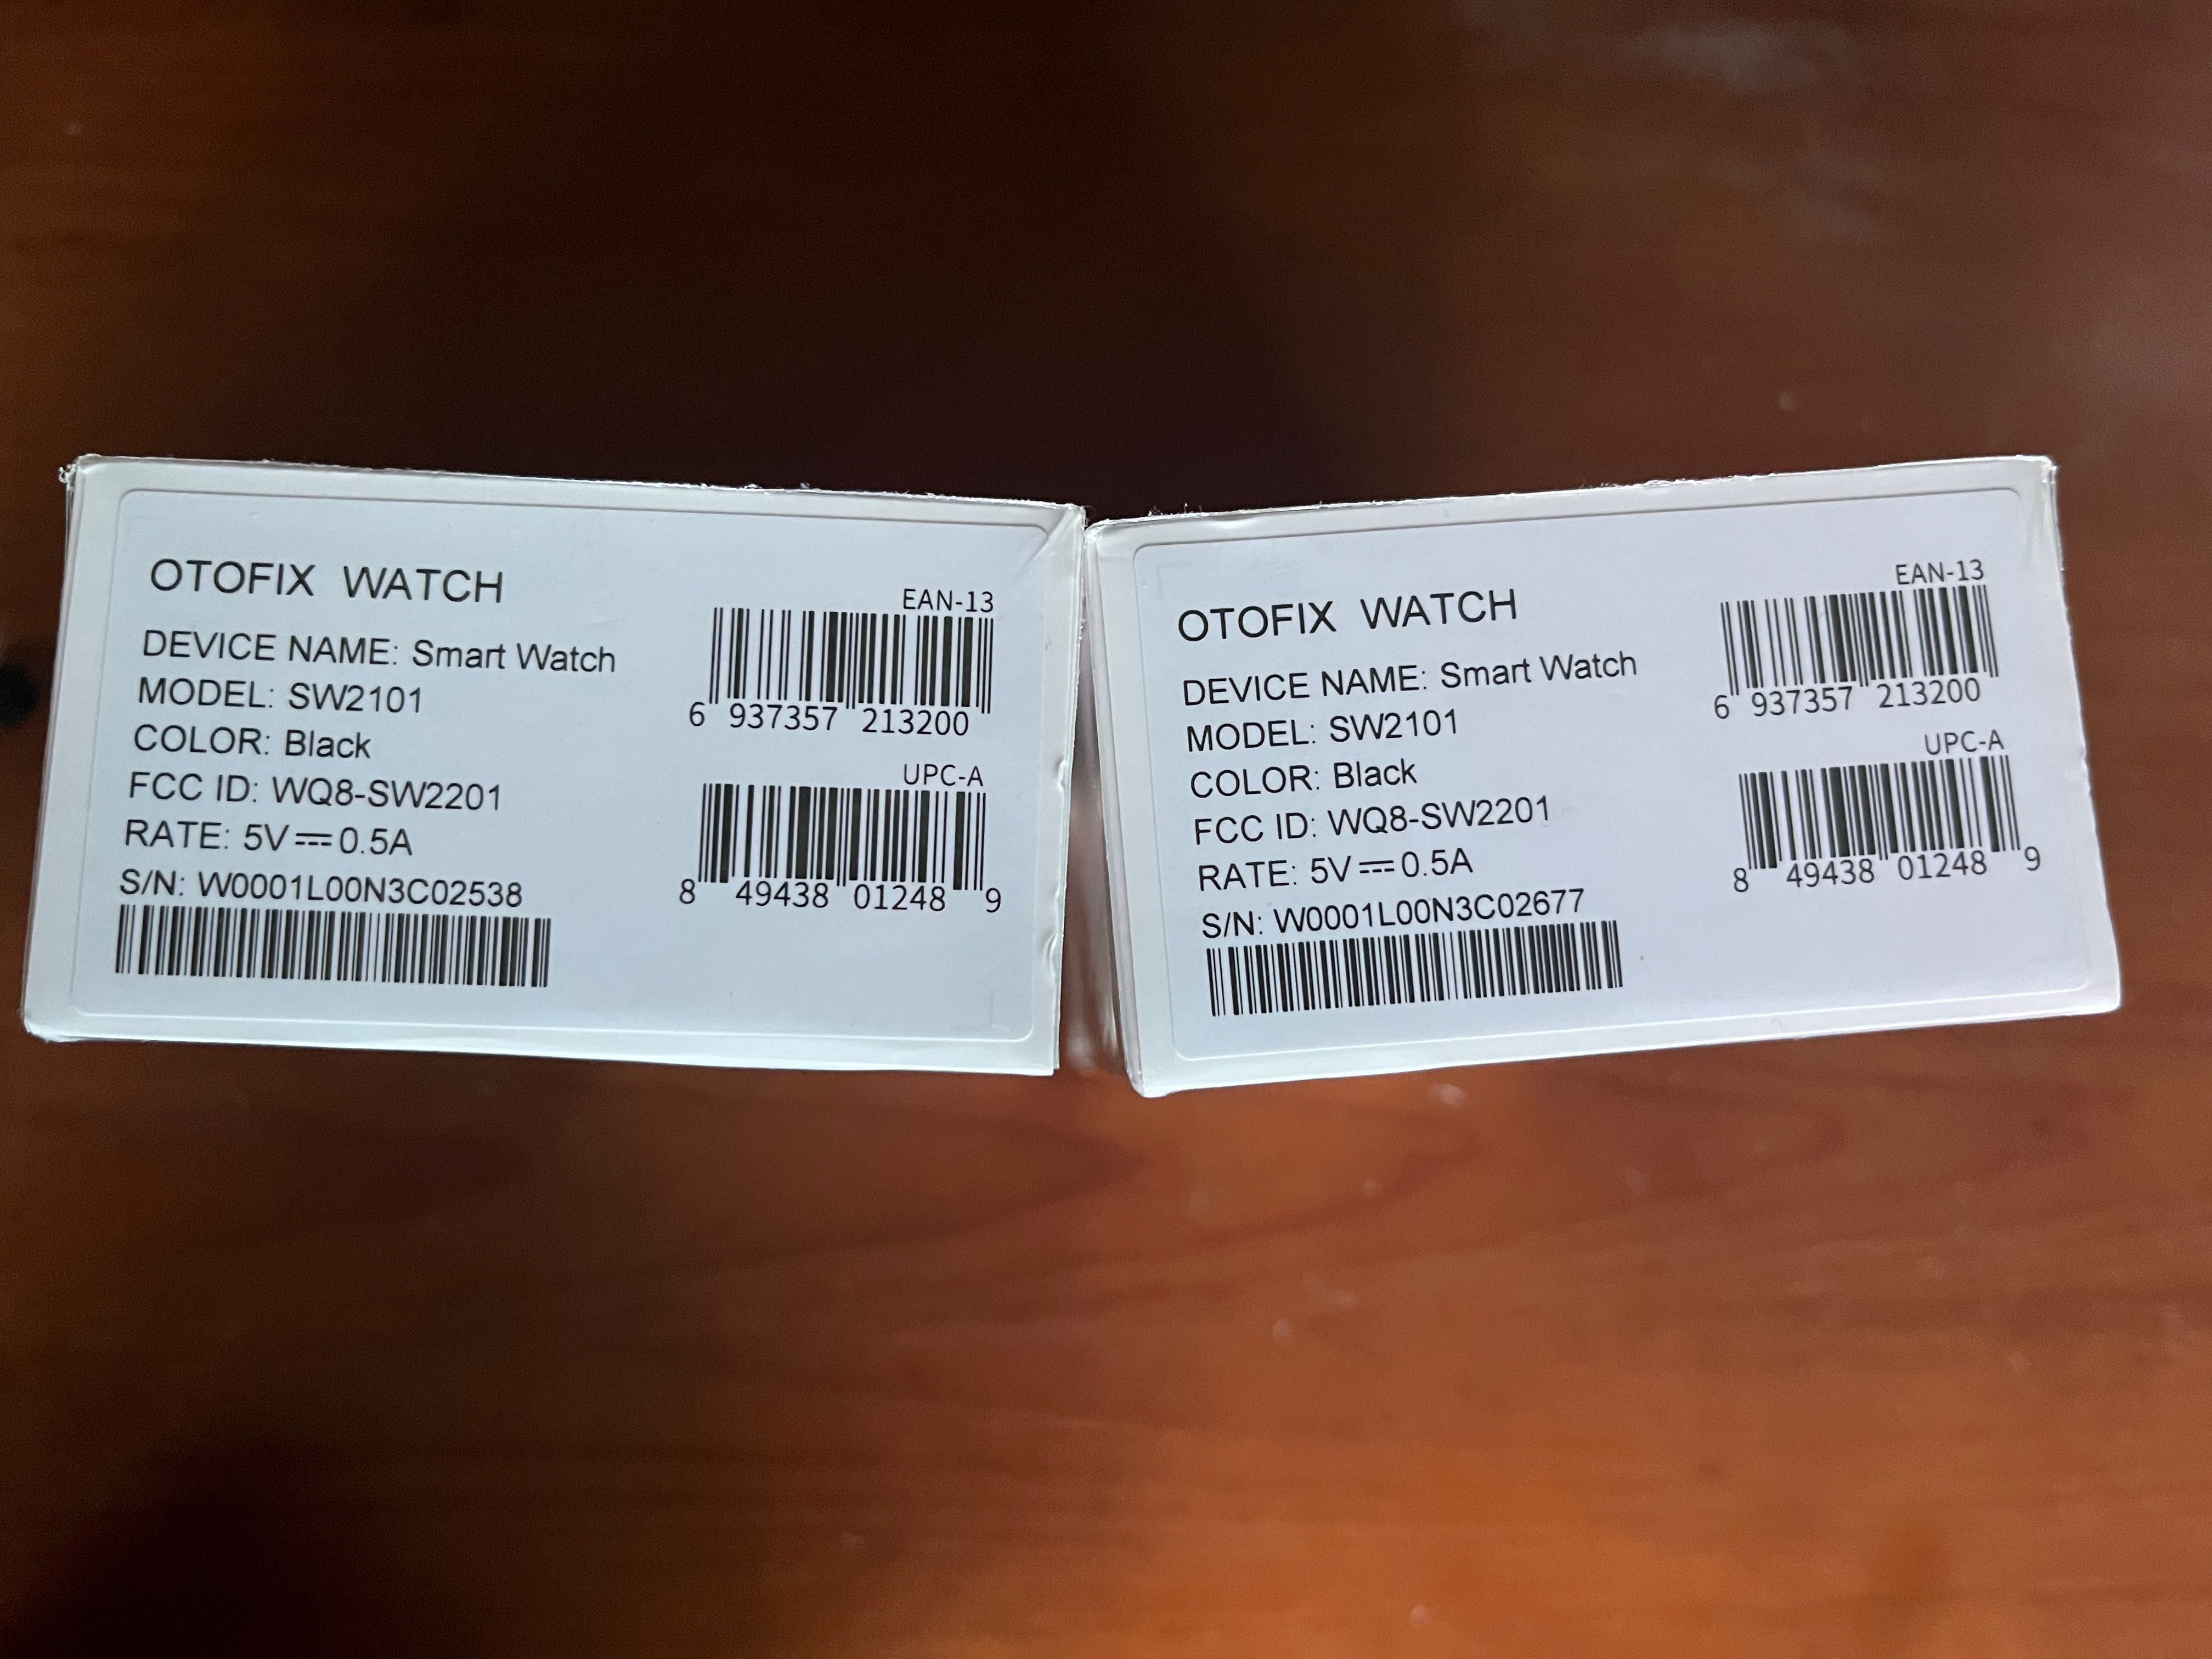 OTOFIX WATCH
DEVICE NAME: Smart Watch
MODEL: SW2101
COLOR: Black
FCC ID: WQ8-SW2201
RATE: 5V⎓0.5A
S/N: W0001L00N3C02538
EAN-13
6 937357 213200
UPC-A
8 49438 01248 9
OTOFIX WATCH
DEVICE NAME: Smart Watch
MODEL: SW2101
COLOR: Black
FCC ID: WQ8-SW2201
RATE: 5V⎓0.5A
S/N: W0001L00N3C02677
EAN-13
6 937357 213200
UPC-A
8 49438 01248 9